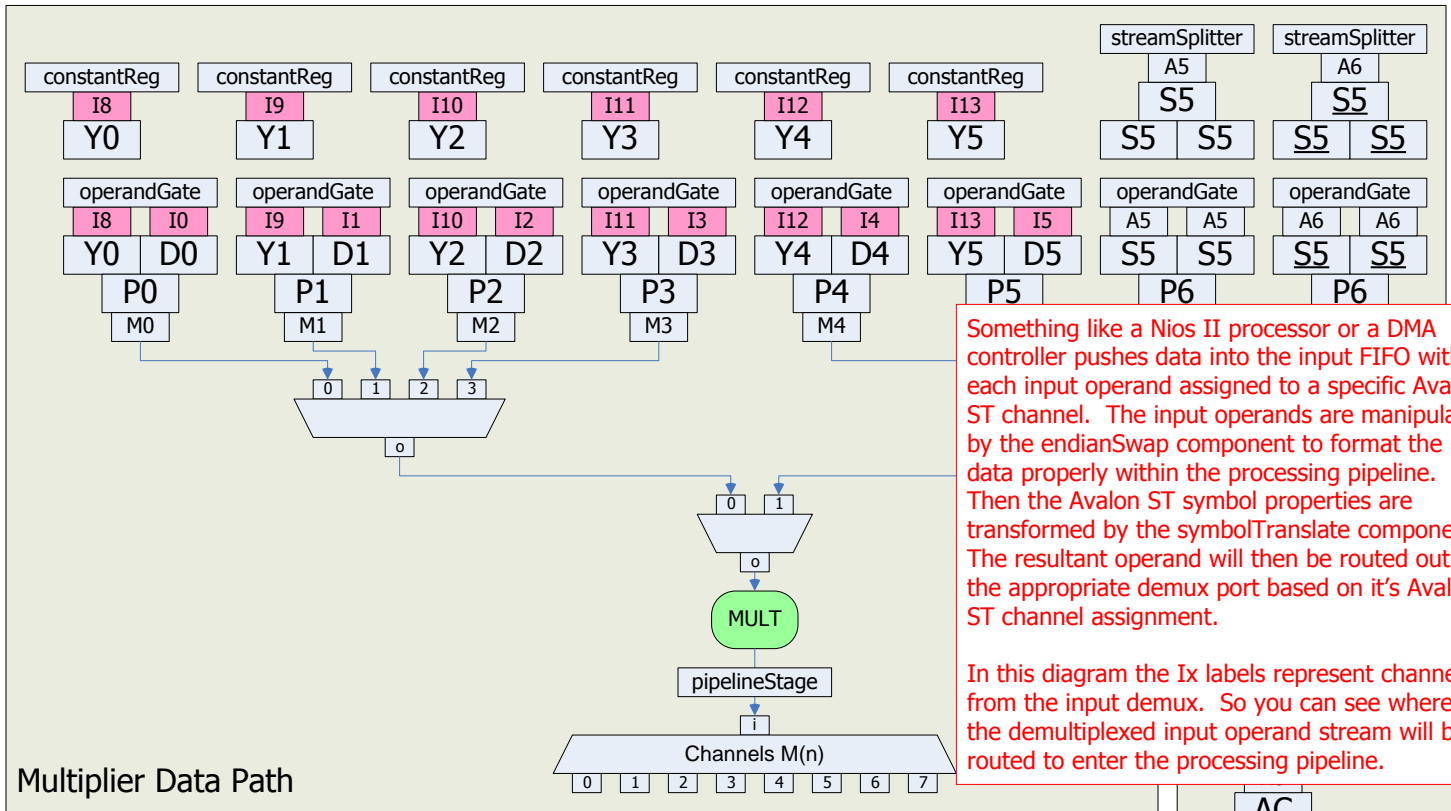 streamSplitter streamSplitter
constantReg constantReg constantReg constantReg constantReg constantReg A5 A6
I8 I9 I10 I11 I12 I13 S5 S5
Y0 Y1 Y2 Y3 Y4 Y5 S5 S5 S5 S5
operandGate operandGate operandGate operandGate operandGate operandGate operandGate operandGate
I8 I0 I9 I1 I10 I2 I11 I3 I12 I4 I13 I5 A5 A5 A6 A6
Y0 D0 Y1 D1 Y2 D2 Y3 D3 Y4 D4 Y5 D5 S5 S5 S5 S5
P0 P1 P2 P3 P4 P5 P6 P6
M0 M1 M2 M3 M4
0 1 2 3
o
0 1
o
MULT
pipelineStage
i
Channels M(n)
0 1 2 3 4 5 6 7
Multiplier Data Path
Something like a Nios II processor or a DMA
controller pushes data into the input FIFO
each input operand assigned to a specific
ST channel. The input operands are
by the endianSwap component to format the
data properly within the processing pipeline.
Then the Avalon ST symbol properties are
transformed by the symbolTranslate
The resultant operand will then be routed out
the appropriate demux port based on it's
ST channel assignment.
In this diagram the Ix labels represent
from the input demux. So you can see where
the demultiplexed input operand stream will
routed to enter the processing pipeline.